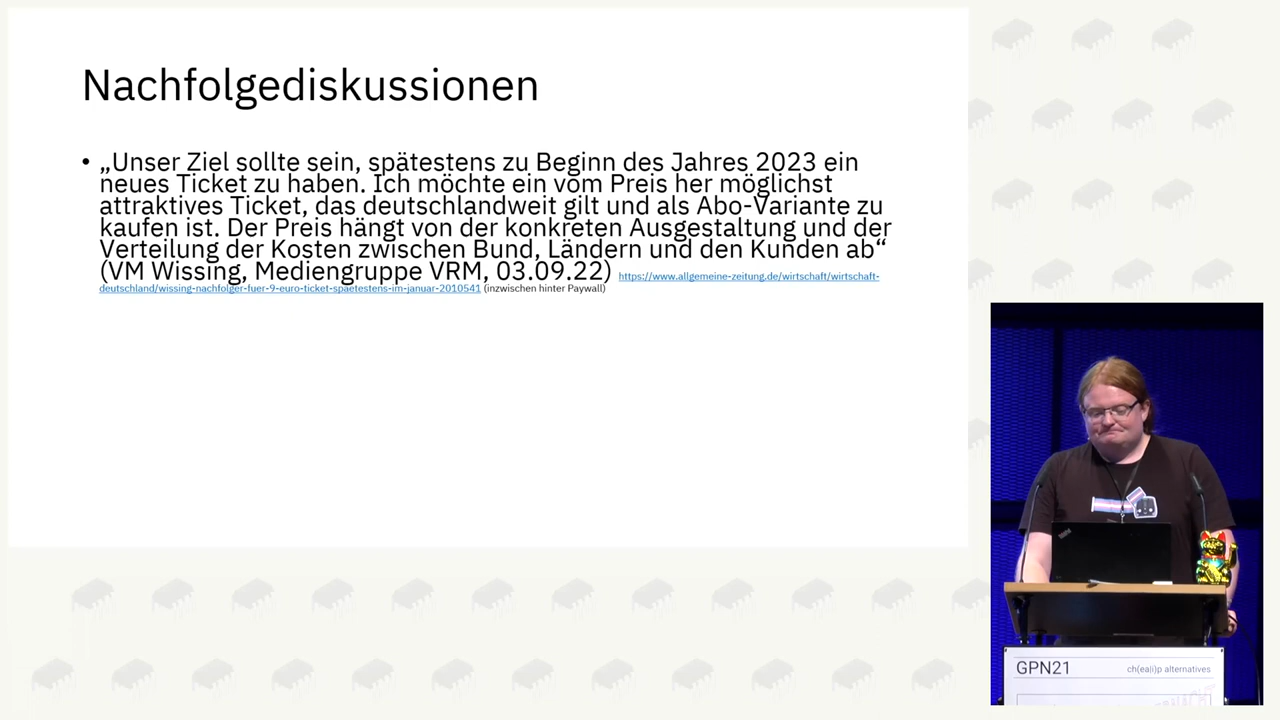 Nachfolgediskussionen
• „Unser Ziel sollte sein, spätestens zu Beginn des Jahres 2023 ein
neues Ticket zu haben. Ich möchte ein vom Preis her möglichst
attraktives Ticket, das deutschlandweit gilt und als Abo-Variante zu
kaufen ist. Der Preis hängt von der konkreten Ausgestaltung und der
Verteilung der Kosten zwischen Bund, Ländern und den Kunden ab“
(VM Wissing, Mediengruppe VRM, 03.09.22) https://www.allgemeine-zeitung.de/wirtschaft/wirtschaft-
deutschland/wissing-nachfolger-fuer-9-euro-ticket-spaetestens-im-januar-2010541 (inzwischen hinter Paywall)
GPN21
ch(ea|i)p alternatives